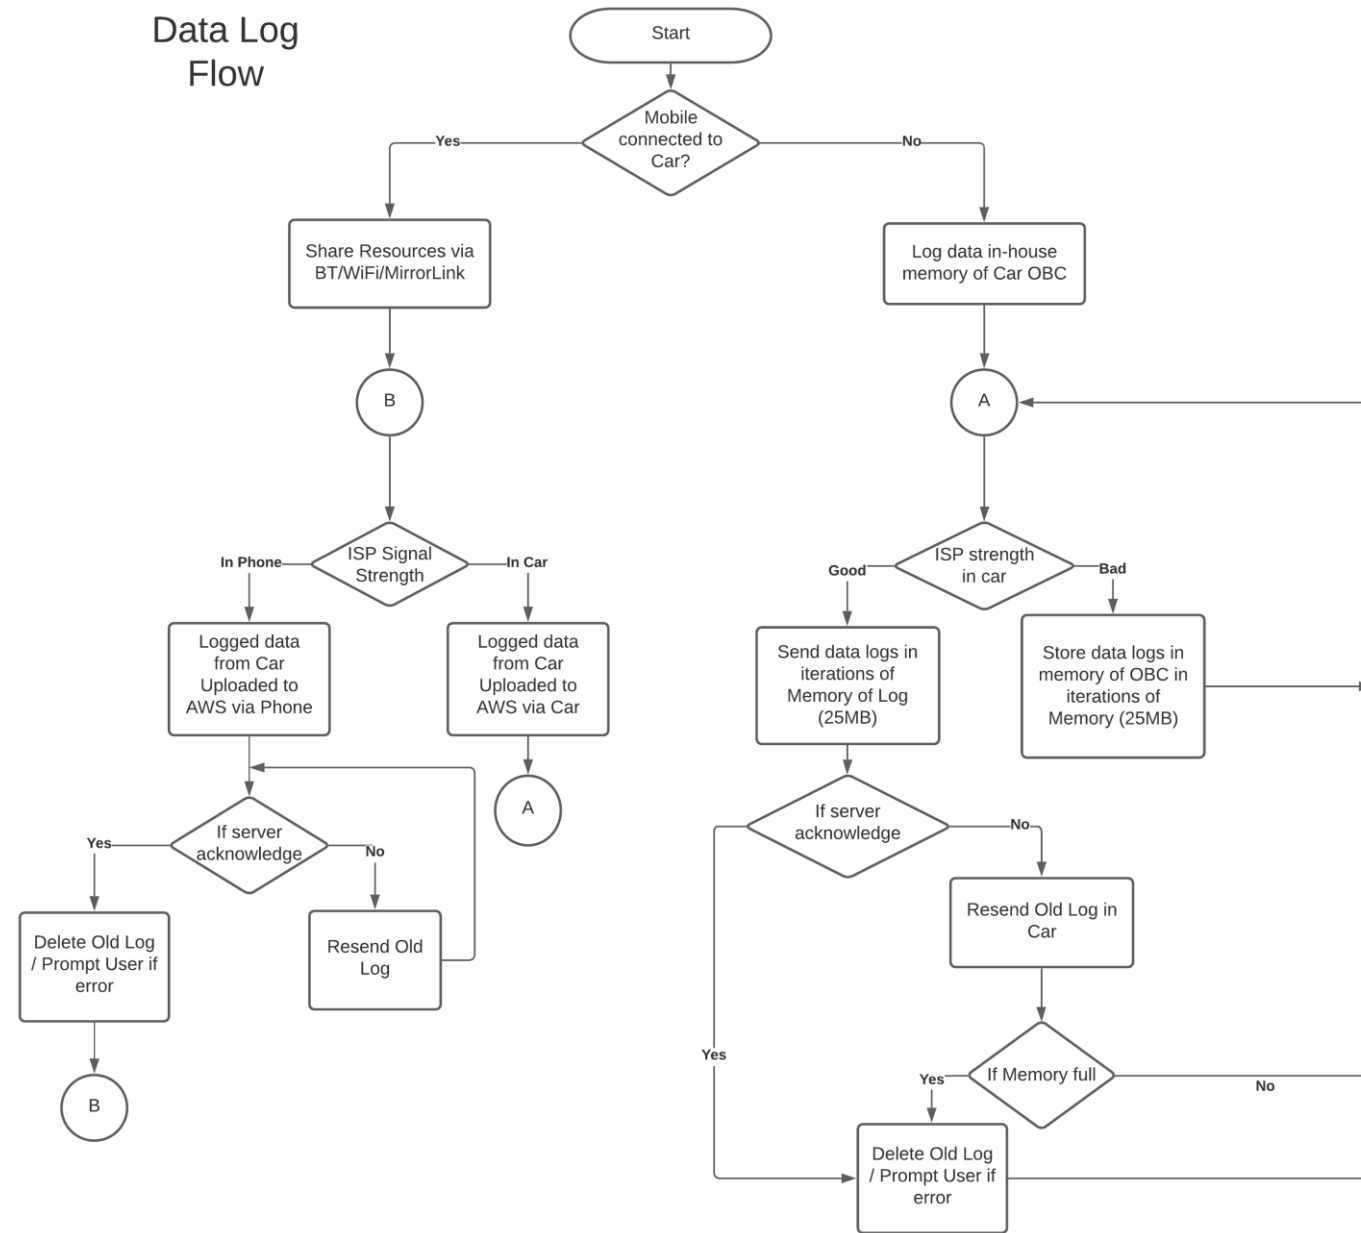 Data Log
Flow
Start
Mobile
connected to
Car?
Yes
No
Share Resources via
BT/WiFi/MirrorLink
Log data in-house
memory of Car OBC
B
A
ISP Signal
Strength
In Phone
In Car
ISP strength
in car
Good
Bad
Logged data
from Car
Uploaded to
AWS via Phone
Logged data
from Car
Uploaded to
AWS via Car
Send data logs in
iterations of
Memory of Log
(25MB)
Store data logs in
memory of OBC in
iterations of
Memory (25MB)
A
If server
acknowledge
Yes
No
If server
acknowledge
No
Delete Old Log
/ Prompt User if
error
Resend Old
Log
Resend Old Log in
Car
B
Yes
If Memory full
Yes
No
Delete Old Log
/ Prompt User if
error